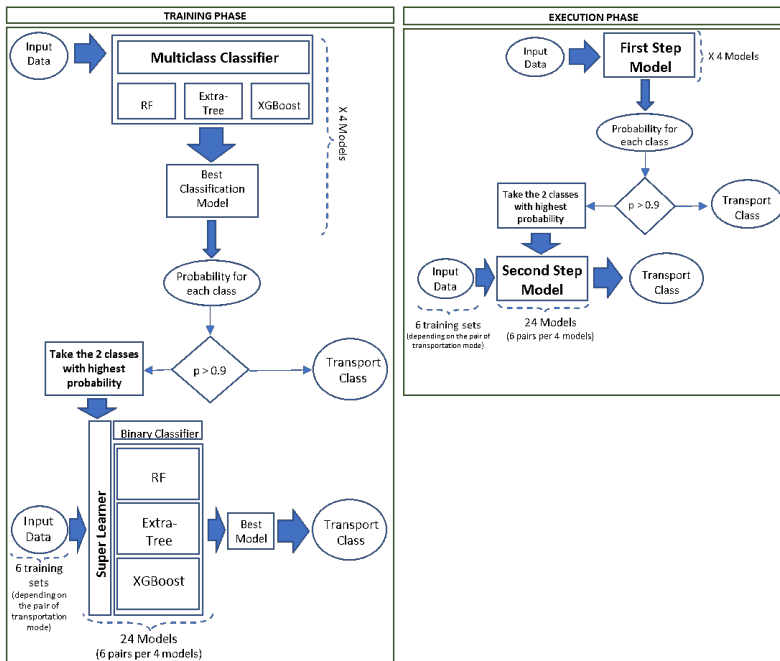 TRAINING PHASE
Input
Data
Multiclass Classifier
RF
Extra-
Tree
XGBoost
X 4 Models
Best
Classification
Model
Probability for
each class
Take the 2 classes
with highest
probability
p > 0.9
Transport
Class
Super Learner
Binary Classifier
RF
Extra-
Tree
XGBoost
Input
Data
Best
Model
Transport
Class
6 training
sets
(depending on
the pair of
transportation
mode)
24 Models
(6 pairs per 4 models)
EXECUTION PHASE
Input
Data
First Step
Model
X 4 Models
Probability for
each class
Take the 2 classes
with highest
probability
p > 0.9
Transport
Class
Input
Data
Second Step
Model
Transport
Class
6 training sets
(depending on the pair of
transportation mode)
24 Models
(6 pairs per 4 models)